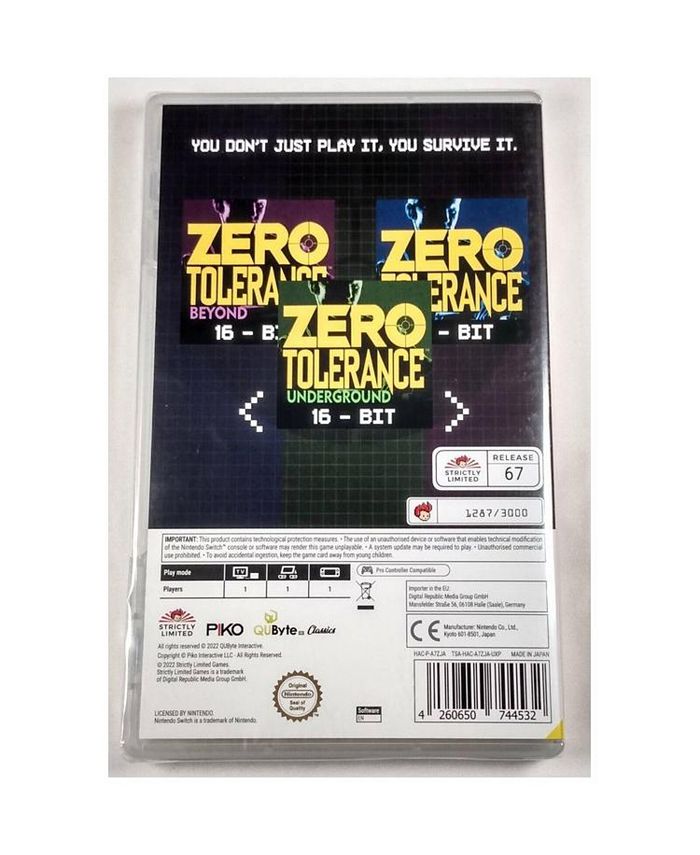 YOU DON'T JUST PLAY IT, YOU SURVIVE IT.
ZERO
TOLERA
BEYOND
16 - B
ZERO
ERANCE
- BIT
ZERO
TOLERANCE
UNDERGROUND
16 - BIT
STRICTLY
LIMITED
RELEASE
67
1287/3000
IMPORTANT: This product contains technological protection measures. • The use of an unauthorised device or software that enables technical modification
of the Nintendo Switch™ console or software may render this game unplayable. • A system update may be required to play. • Unauthorised commercial
use prohibited. • To avoid accidental ingestion, keep the game card away from young children.
Play mode
TV
Pro Controller Compatible
Players
1
1
1
Importer in the EU:
Digital Republic Media Group GmbH
Mansfelder Straße 56, 06108 Halle (Saale), Germany
STRICTLY
LIMITED
PIKO
QUByte Classics
CE
Manufacturer: Nintendo Co., Ltd.,
Kyoto 601-8501, Japan
All rights reserved © 2022 QUByte Interactive.
Copyright © Piko Interactive LLC - All Rights Reserved.
© 2022 Strictly Limited Games.
Strictly Limited Games is a trademark
of Digital Republic Media Group GmbH.
HAC-P-A7ZJA TSA-HAC-A7ZJA-UXP MADE IN JAPAN
Original
Nintendo
Seal of
Quality
LICENSED BY NINTENDO.
Nintendo Switch is a trademark of Nintendo.
Software
EN
4 260650 744532